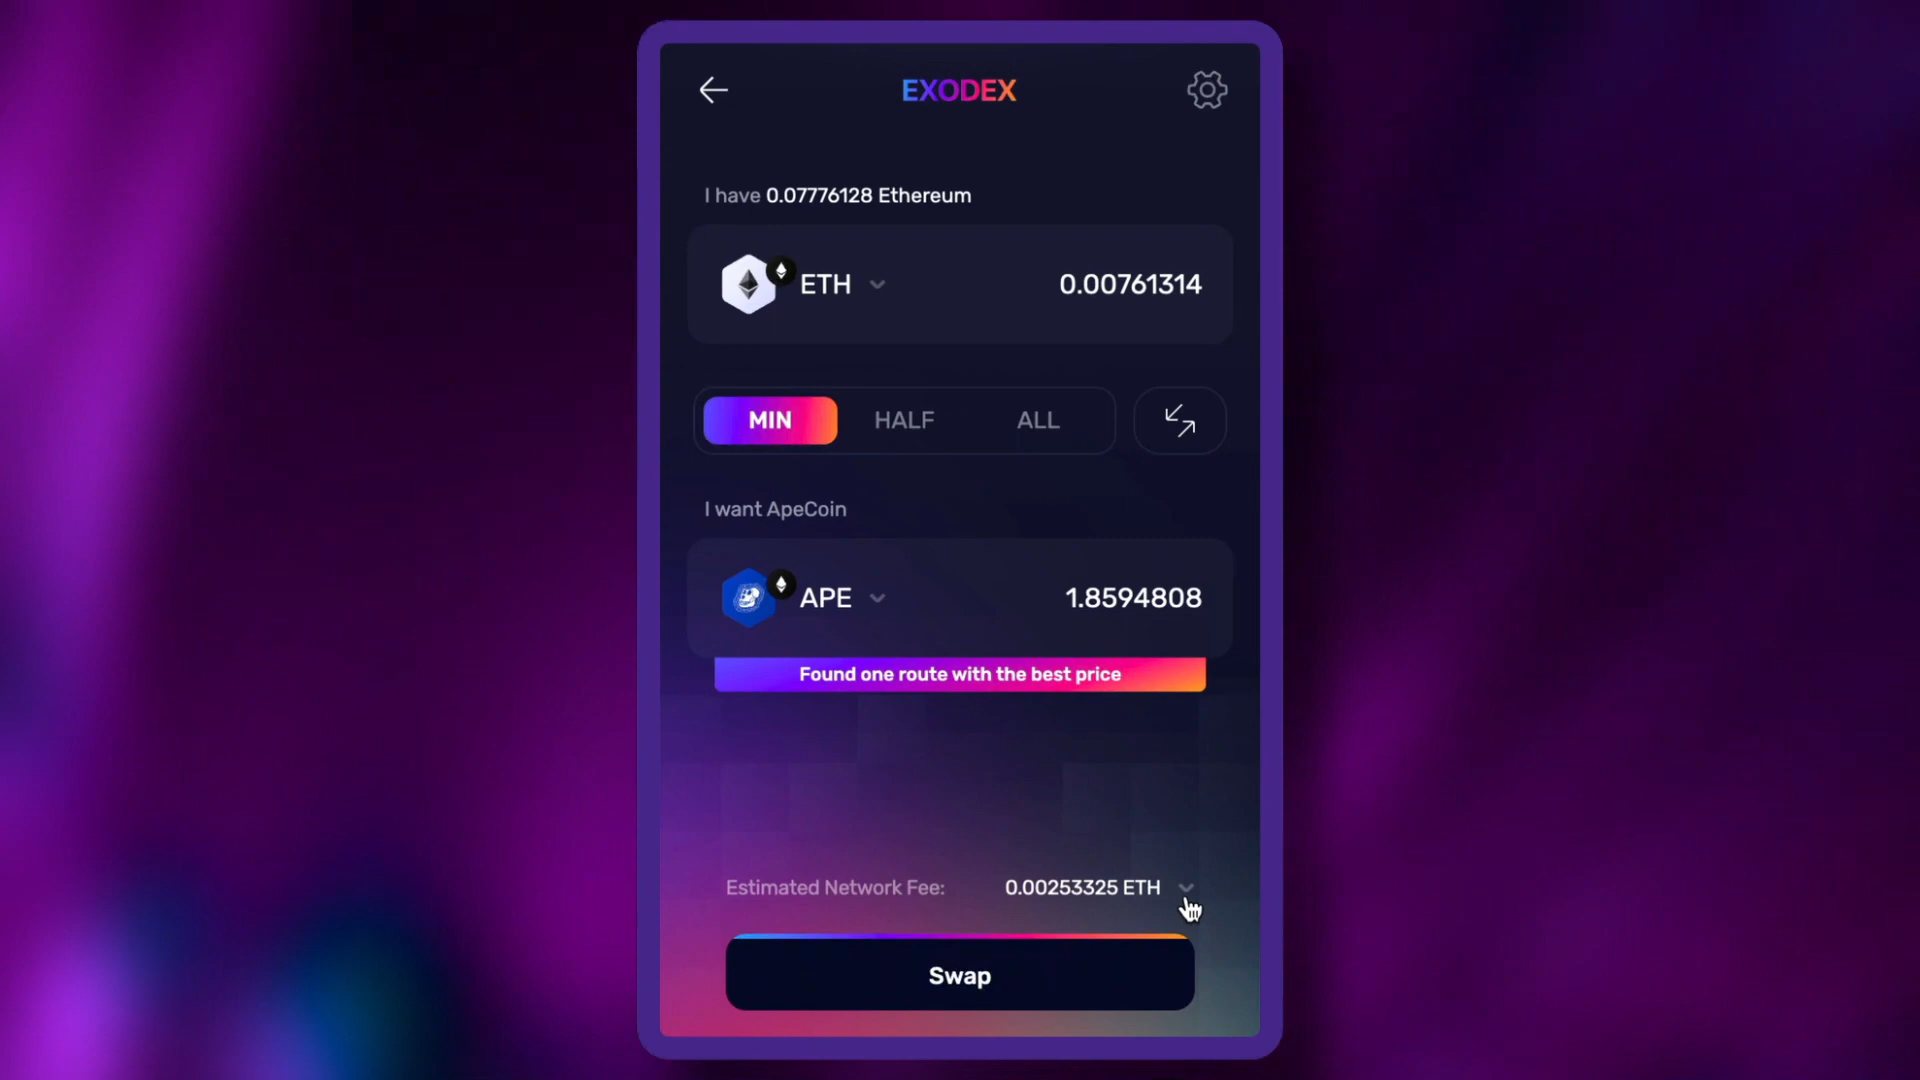 EXODEX
I have 0.07776128 Ethereum
ETH 0.00761314
MIN HALF ALL
I want ApeCoin
APE 1.8594808
Found one route with the best price
Estimated Network Fee: 0.00253325 ETH
Swap